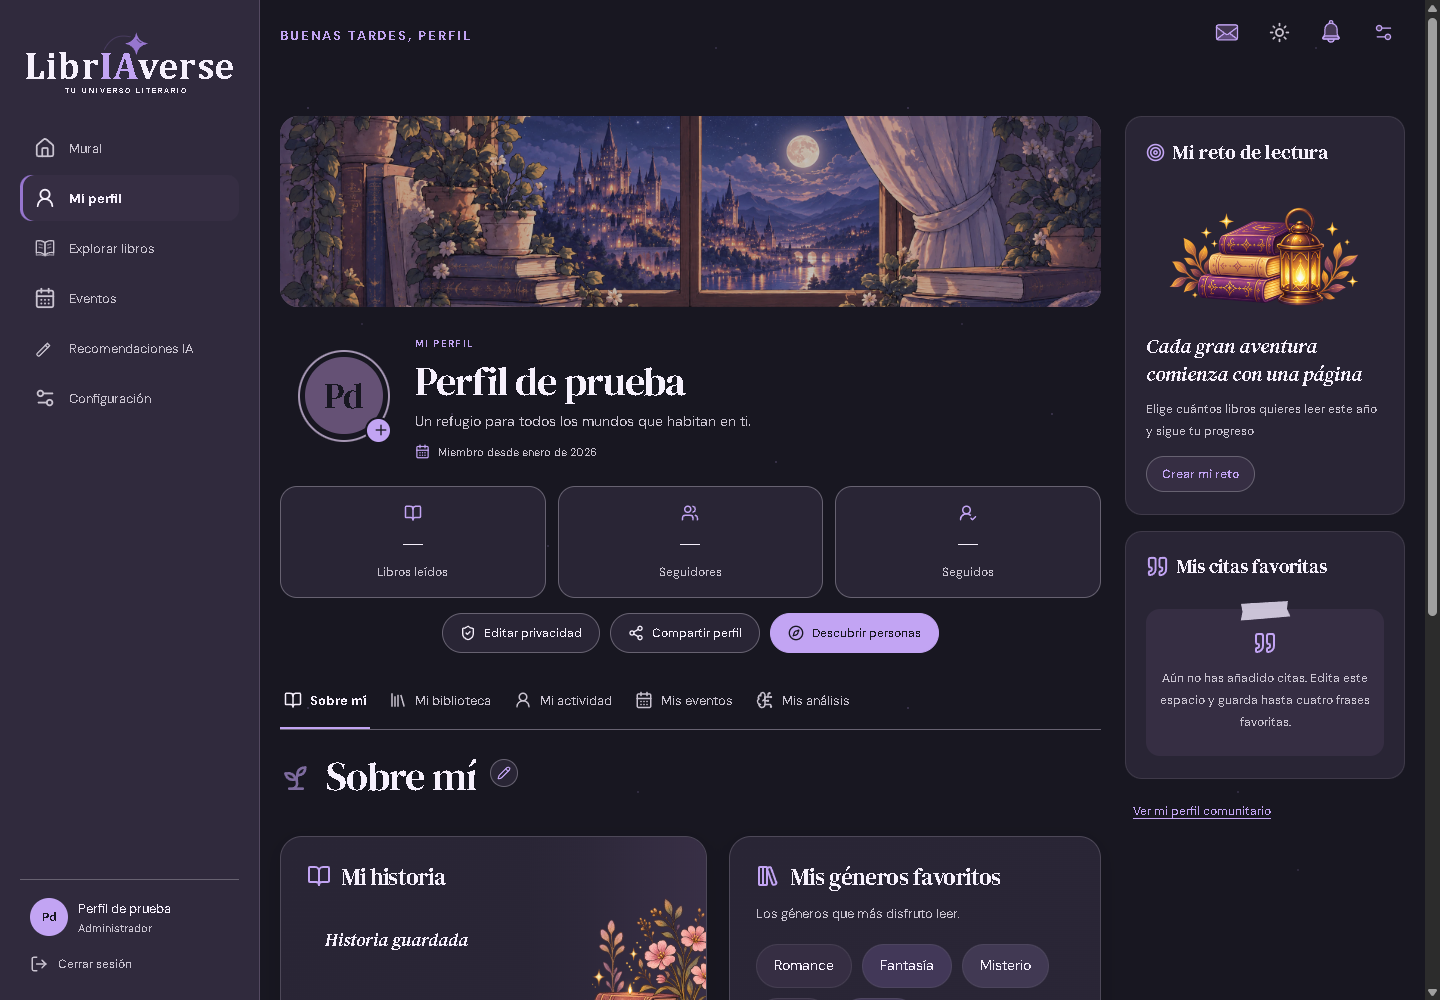 LibrIAverse
TU UNIVERSO LITERARIO
Mural
Mi perfil
Explorar libros
Eventos
Recomendaciones IA
Configuración
Pd
Perfil de prueba
Administrador
Cerrar sesión
BUENAS TARDES, PERFIL
Pd
MI PERFIL
Perfil de prueba
Un refugio para todos los mundos que habitan en ti.
Miembro desde enero de 2026
—
Libros leídos
—
Seguidores
—
Seguidos
Editar privacidad
Compartir perfil
Descubrir personas
Sobre mí
Mi biblioteca
Mi actividad
Mis eventos
Mis análisis
Sobre mí
Mi historia
Historia guardada
Mis géneros favoritos
Los géneros que más disfruto leer.
Romance
Fantasía
Misterio
Mi reto de lectura
Cada gran aventura
comienza con una página
Elige cuántos libros quieres leer este año
y sigue tu progreso
Crear mi reto
Mis citas favoritas
Aún no has añadido citas. Edita este
espacio y guarda hasta cuatro frases
favoritas.
Ver mi perfil comunitario